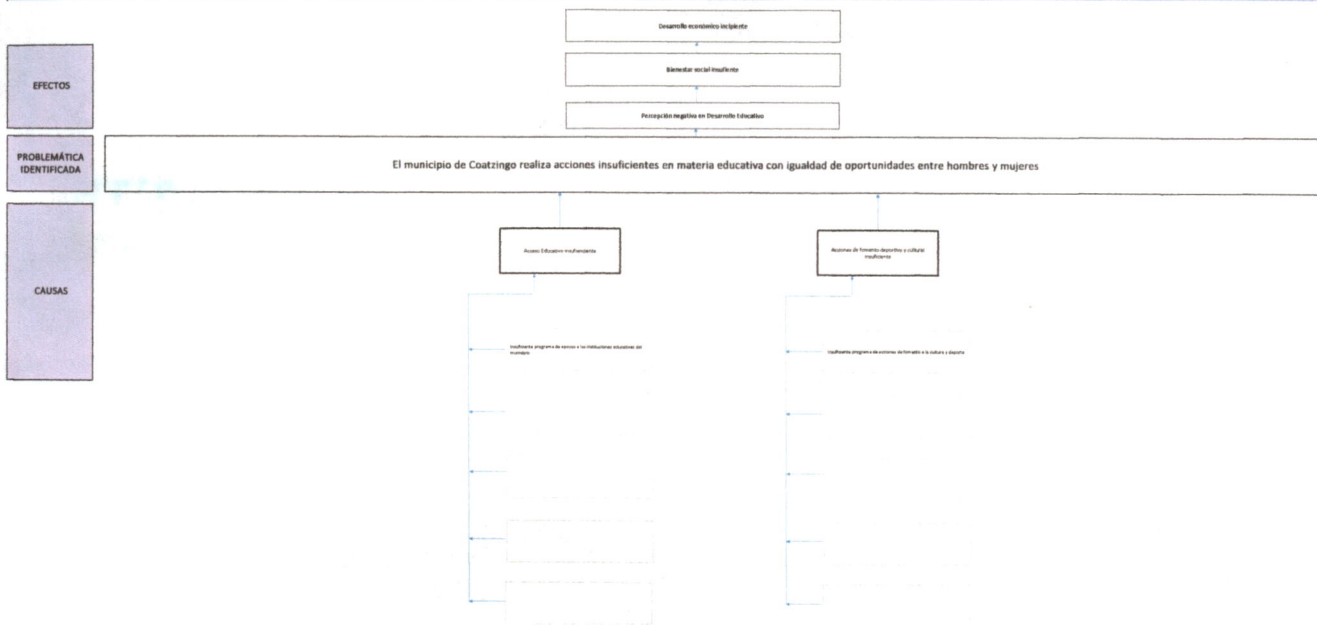 Desarrollo económico incipiente
EFECTOS
Bienestar social insufiente
Percepción negativa en Desarrollo Educativo
PROBLEMÁTICA
IDENTIFICADA
El municipio de Coatzingo realiza acciones insuficientes en materia educativa con igualdad de oportunidades entre hombres y mujeres
CAUSAS
Acceso Educativo insufienciente
Acciones de fomento deportivo y cultural
insuficiente
Insuficiente programa de apoyos a las instituciones educativas del
municipio
Insuficiente programa de acciones de fomento a la cultura y deporte